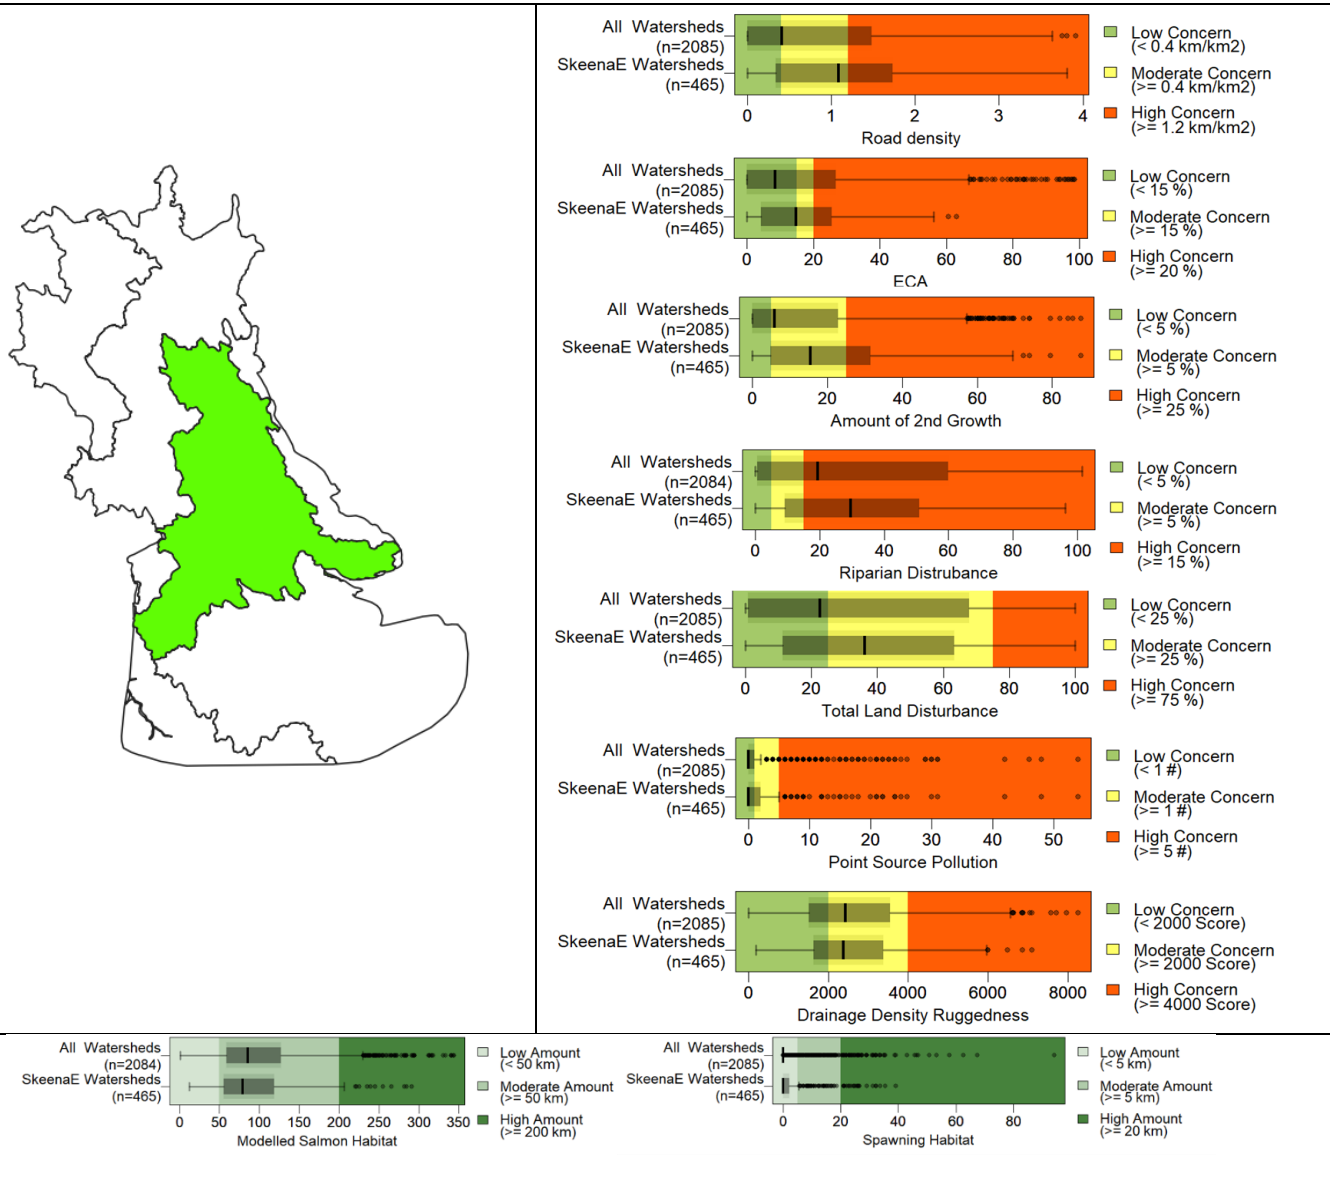 All Watersheds
(n=2085)
SkeenaE Watersheds
(n=465)
0 1 2 3 4
Road density
Low Concern
(< 0.4 km/km2)
Moderate Concern
(>= 0.4 km/km2)
High Concern
(>= 1.2 km/km2)
All Watersheds
(n=2085)
SkeenaE Watersheds
(n=465)
0 20 40 60 80 100
ECA
Low Concern
(< 15 %)
Moderate Concern
(>= 15 %)
High Concern
(>= 20 %)
All Watersheds
(n=2085)
SkeenaE Watersheds
(n=465)
0 20 40 60 80
Amount of 2nd Growth
Low Concern
(< 5 %)
Moderate Concern
(>= 5 %)
High Concern
(>= 25 %)
All Watersheds
(n=2084)
SkeenaE Watersheds
(n=465)
0 20 40 60 80 100
Riparian Distrubance
Low Concern
(< 5 %)
Moderate Concern
(>= 5 %)
High Concern
(>= 15 %)
All Watersheds
(n=2085)
SkeenaE Watersheds
(n=465)
0 20 40 60 80 100
Total Land Disturbance
Low Concern
(< 25 %)
Moderate Concern
(>= 25 %)
High Concern
(>= 75 %)
All Watersheds
(n=2085)
SkeenaE Watersheds
(n=465)
0 10 20 30 40 50
Point Source Pollution
Low Concern
(< 1 #)
Moderate Concern
(>= 1 #)
High Concern
(>= 5 #)
All Watersheds
(n=2085)
SkeenaE Watersheds
(n=465)
0 2000 4000 6000 8000
Drainage Density Ruggedness
Low Concern
(< 2000 Score)
Moderate Concern
(>= 2000 Score)
High Concern
(>= 4000 Score)
All Watersheds
(n=2084)
SkeenaE Watersheds
(n=465)
0 50 100 150 200 250 300 350
Modelled Salmon Habitat
Low Amount
(< 50 km)
Moderate Amount
(>= 50 km)
High Amount
(>= 200 km)
All Watersheds
(n=2085)
SkeenaE Watersheds
(n=465)
0 20 40 60 80
Spawning Habitat
Low Amount
(< 5 km)
Moderate Amount
(>= 5 km)
High Amount
(>= 20 km)